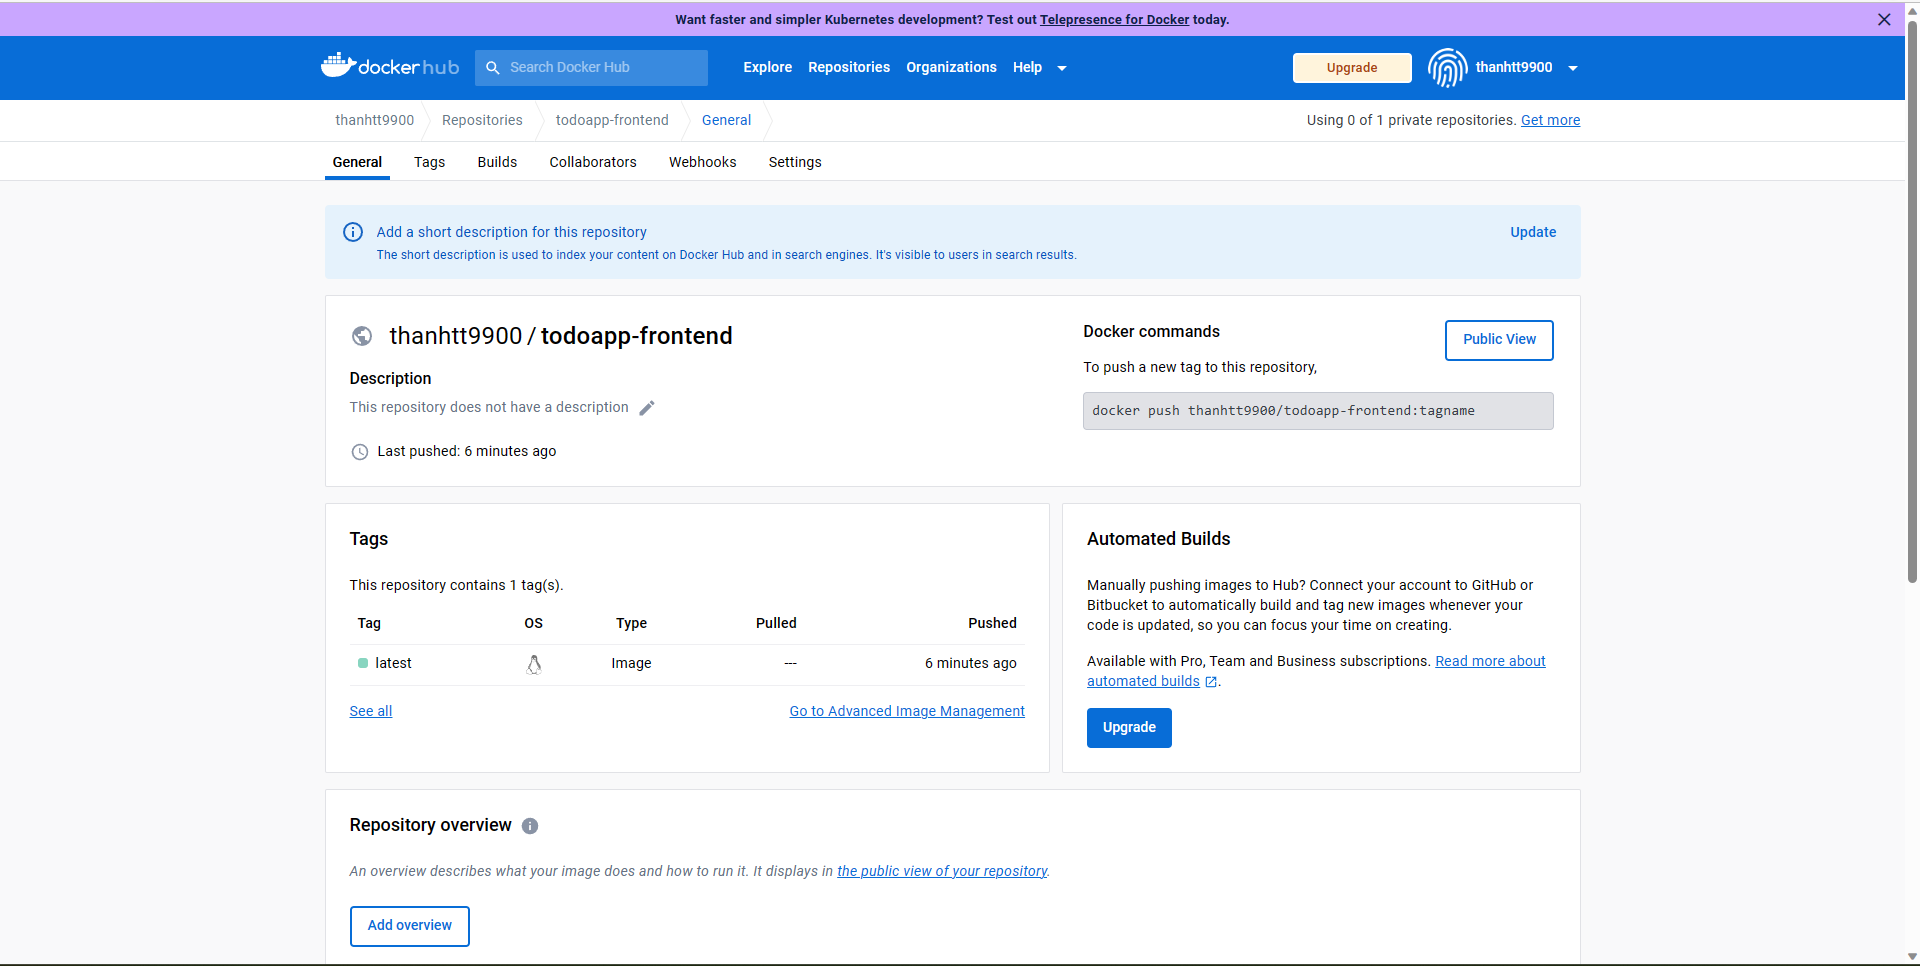 Want faster and simpler Kubernetes development? Test out Telepresence for Docker today.
docker hub
Search Docker Hub
Explore
Repositories
Organizations
Help
Upgrade
thanhtt9900
thanhtt9900
Repositories
todoapp-frontend
General
Using 0 of 1 private repositories. Get more
General
Tags
Builds
Collaborators
Webhooks
Settings
Add a short description for this repository
Update
The short description is used to index your content on Docker Hub and in search engines. It's visible to users in search results.
thanhtt9900 / todoapp-frontend
Description
This repository does not have a description
Last pushed: 6 minutes ago
Docker commands
Public View
To push a new tag to this repository,
docker push thanhtt9900/todoapp-frontend:tagname
Tags
This repository contains 1 tag(s).
Tag OS Type Pulled Pushed
latest Image --- 6 minutes ago
See all
Go to Advanced Image Management
Automated Builds
Manually pushing images to Hub? Connect your account to GitHub or
Bitbucket to automatically build and tag new images whenever your
code is updated, so you can focus your time on creating.
Available with Pro, Team and Business subscriptions. Read more about
automated builds .
Upgrade
Repository overview
An overview describes what your image does and how to run it. It displays in the public view of your repository.
Add overview